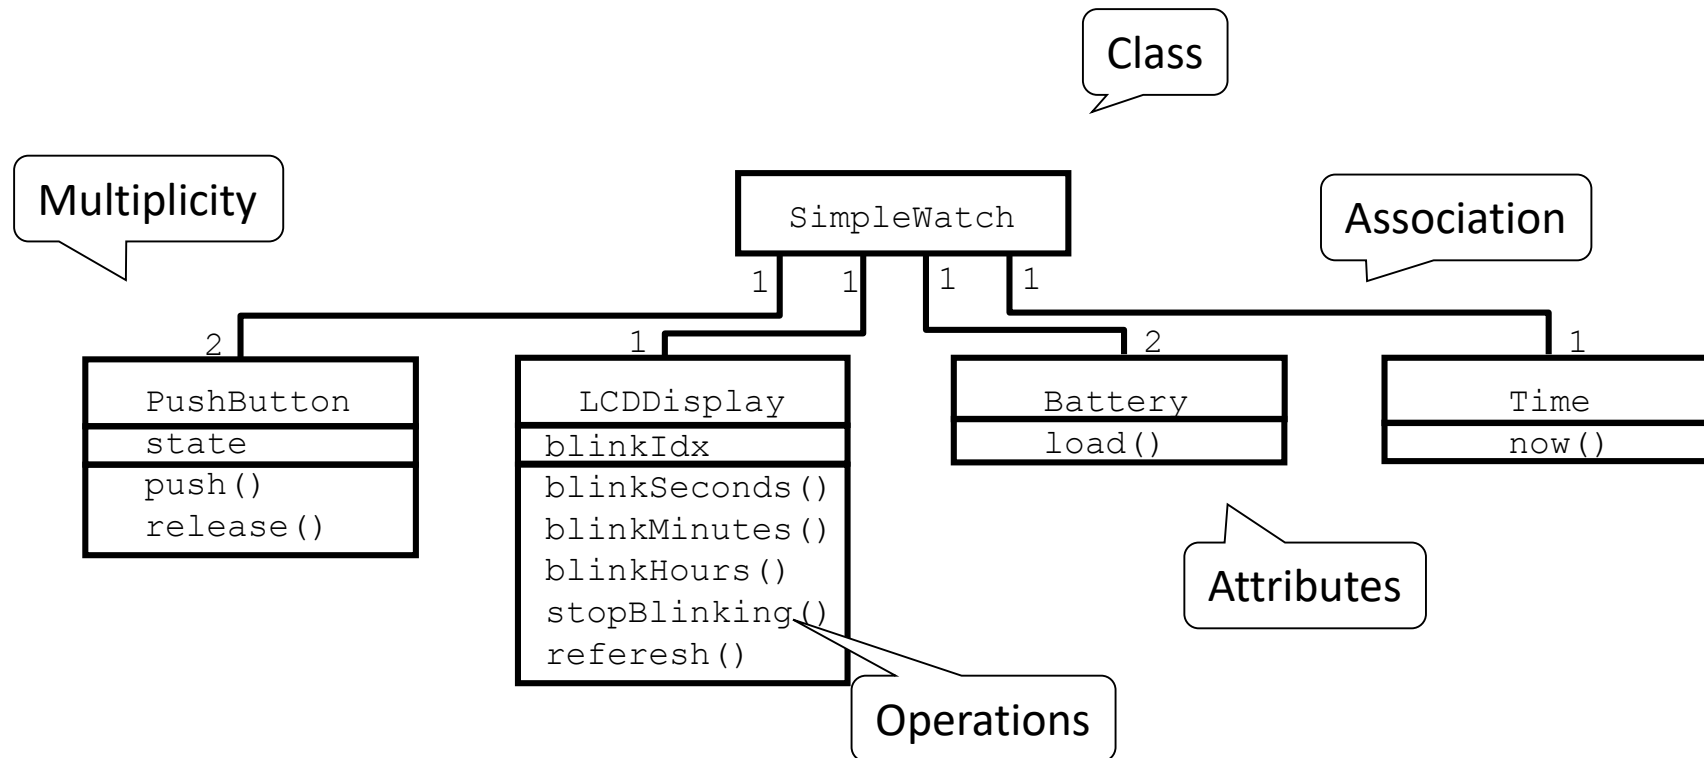 Class
Multiplicity
SimpleWatch
Association
1
1
1
1
2
1
2
1
PushButton
state
push()
release()
LCDDisplay
blinkIdx
blinkSeconds()
blinkMinutes()
blinkHours()
stopBlinking()
referesh()
Battery
load()
Time
now()
Attributes
Operations